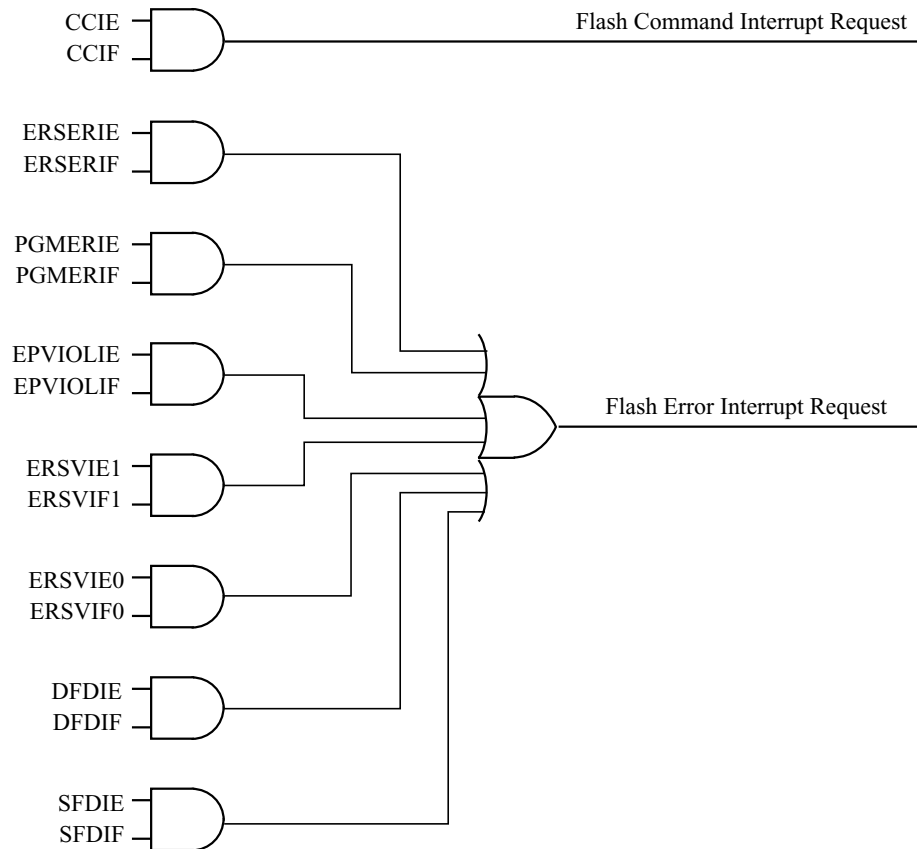 CCIE
CCIF
Flash Command Interrupt Request
ERSERIE
ERSERIF
PGMERIE
PGMERIF
EPVIOLIE
EPVIOLIF
Flash Error Interrupt Request
ERSVIE1
ERSVIF1
ERSVIE0
ERSVIF0
DFDIE
DFDIF
SFDIE
SFDIF